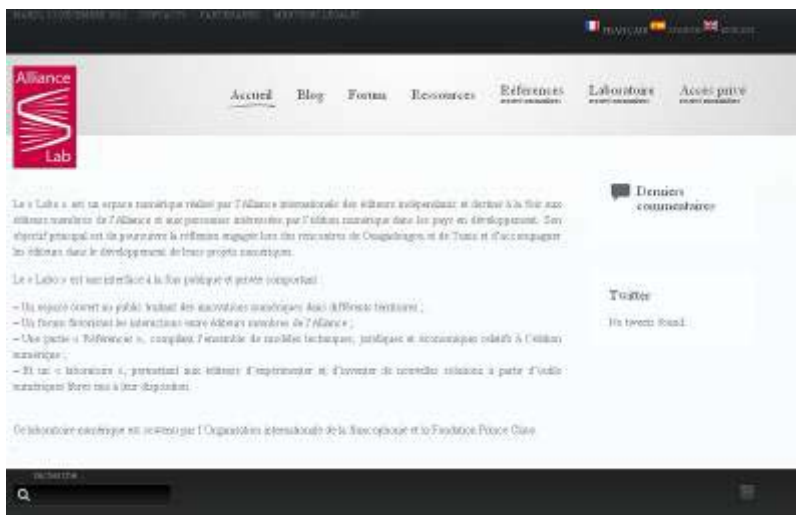 CONTACTS PARTENAIRES MENTIONS LÉGALES
FRANÇAIS
Alliance
Lab
Accueil Blog Forum Ressources Références Laboratoire Accès privé
Derniers
commentaires
Le « Labo » est un espace numérique réalisé par l'Alliance internationale des éditeurs indépendants et destiné à la fois aux
éditeurs membres de l'Alliance et aux personnes intéressées par l'édition numérique dans les pays en développement. Son
objectif principal est de poursuivre la réflexion engagée lors des rencontres de Ouagadougou et de Tunis et d'accompagner
les éditeurs dans le développement de leurs projets numériques.
Le « Labo » est une interface à la fois publique et privée comportant
– Un espace ouvert au public traitant des innovations numériques dans différents territoires ;
– Un forum favorisant les interactions entre éditeurs membres de l'Alliance ;
– Une partie « Références », compilant l'ensemble de modèles techniques, juridiques et économiques relatifs à l'édition
numérique ;
– Et un « laboratoire », permettant aux éditeurs d'expérimenter et d'inventer de nouvelles relations à partir d'outils
numériques libres mis à leur disposition.
Ce laboratoire numérique est soutenu par l'Organisation internationale de la francophonie et la Fondation Prince Claus.
Twitter
No tweets found.
recherche